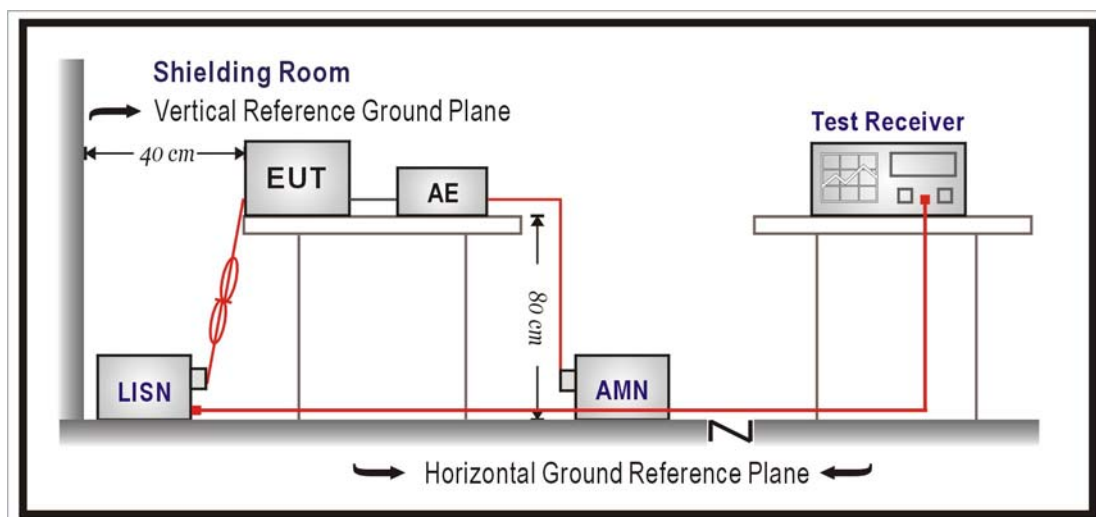 Shielding Room
Vertical Reference Ground Plane
40 cm
EUT
AE
Test Receiver
80 cm
LISN
AMN
Horizontal Ground Reference Plane